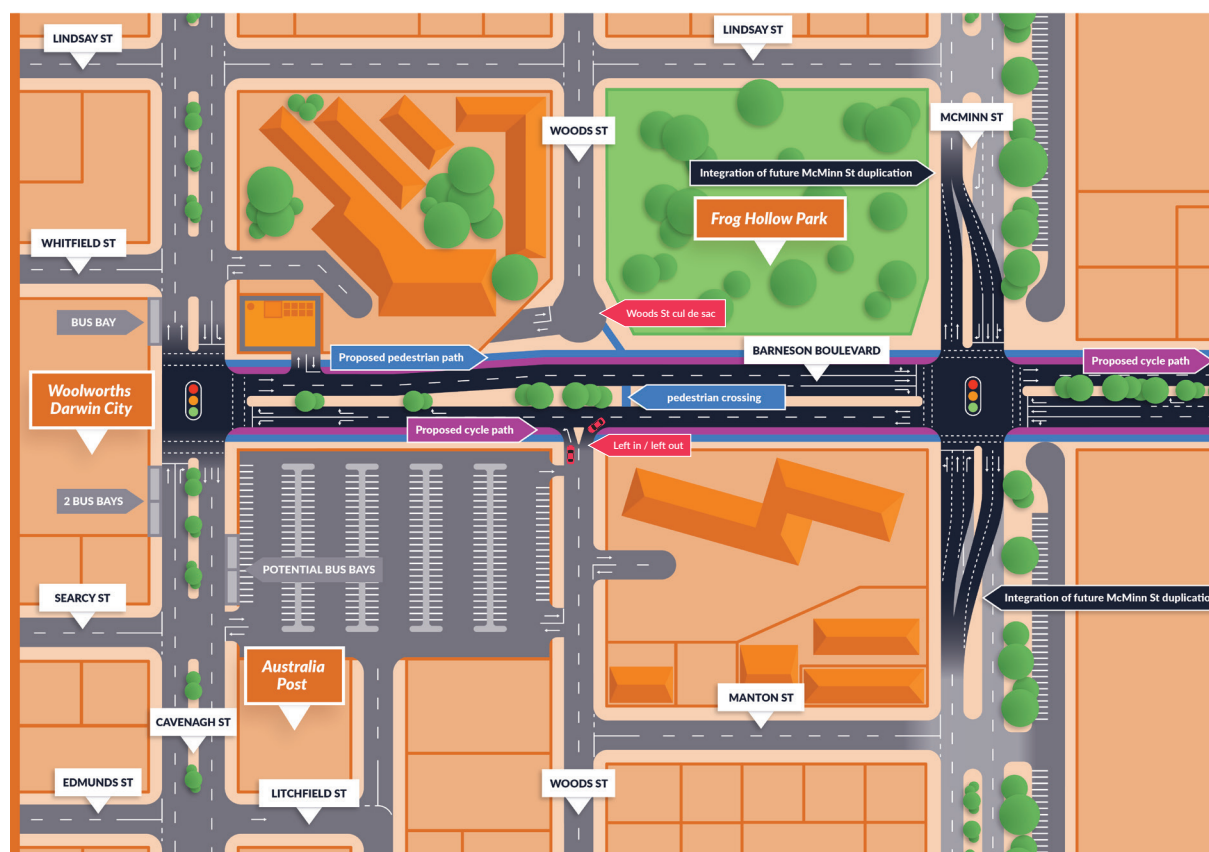 LINDSAY ST
LINDSAY ST
WOODS ST
MCMINN ST
Integration of future McMinn St duplication
Frog Hollow Park
WHITFIELD ST
BUS BAY
Woods St cul de sac
Proposed pedestrian path
BARNESON BOULEVARD
Proposed cycle path
Woolworths
Darwin City
pedestrian crossing
Proposed cycle path
Left in / left out
2 BUS BAYS
POTENTIAL BUS BAYS
SEARCY ST
Integration of future McMinn St duplicatio
Australia
Post
MANTON ST
CAVENAGH ST
EDMUNDS ST
LITCHFIELD ST
WOODS ST